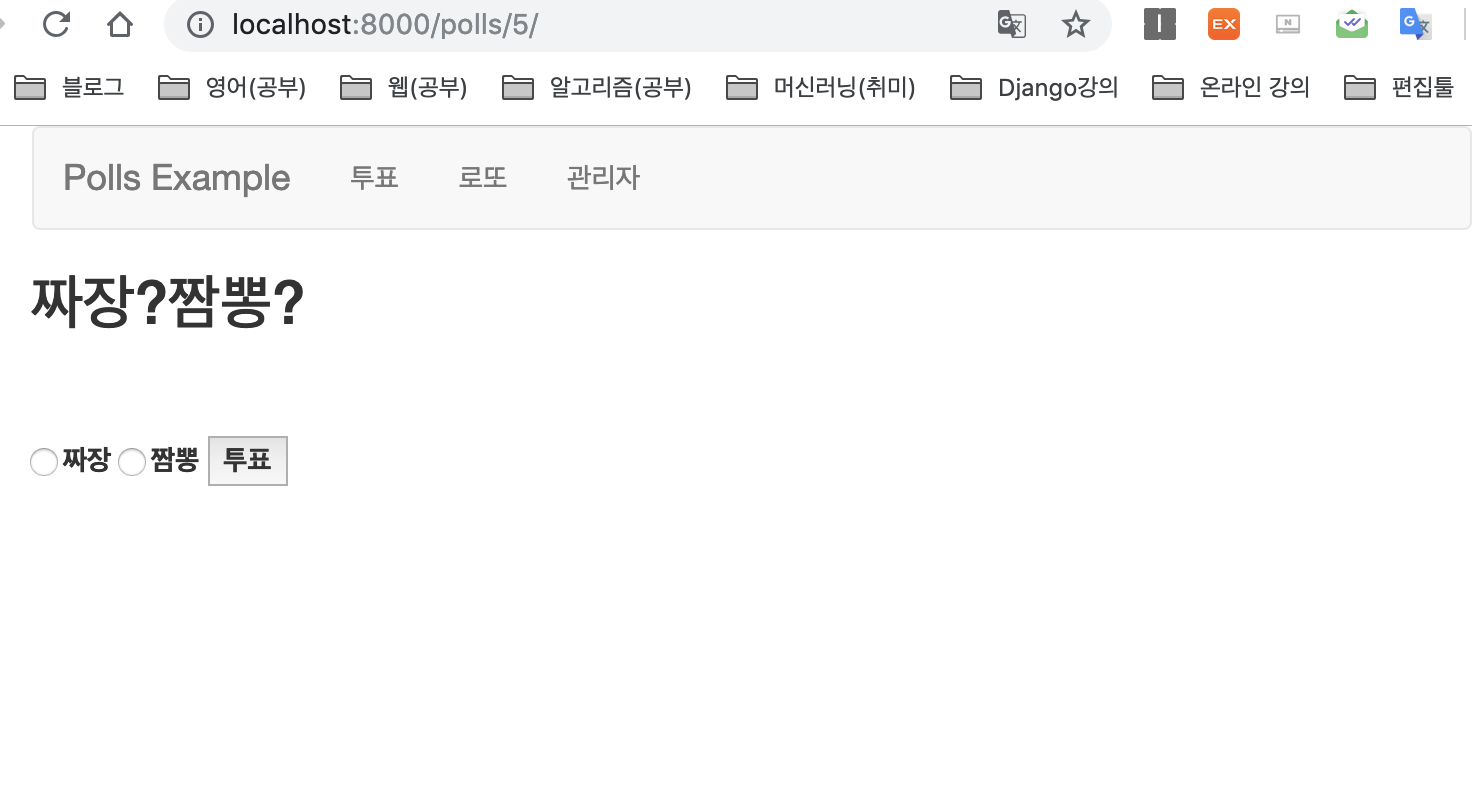 localhost:8000/polls/5/
블로그 영어(공부) 웹(공부) 알고리즘(공부) 머신러닝(취미) Django강의 온라인 강의 편집툴
Polls Example 투표 로또 관리자
짜장?짬뽕?
짜장 짬뽕 투표